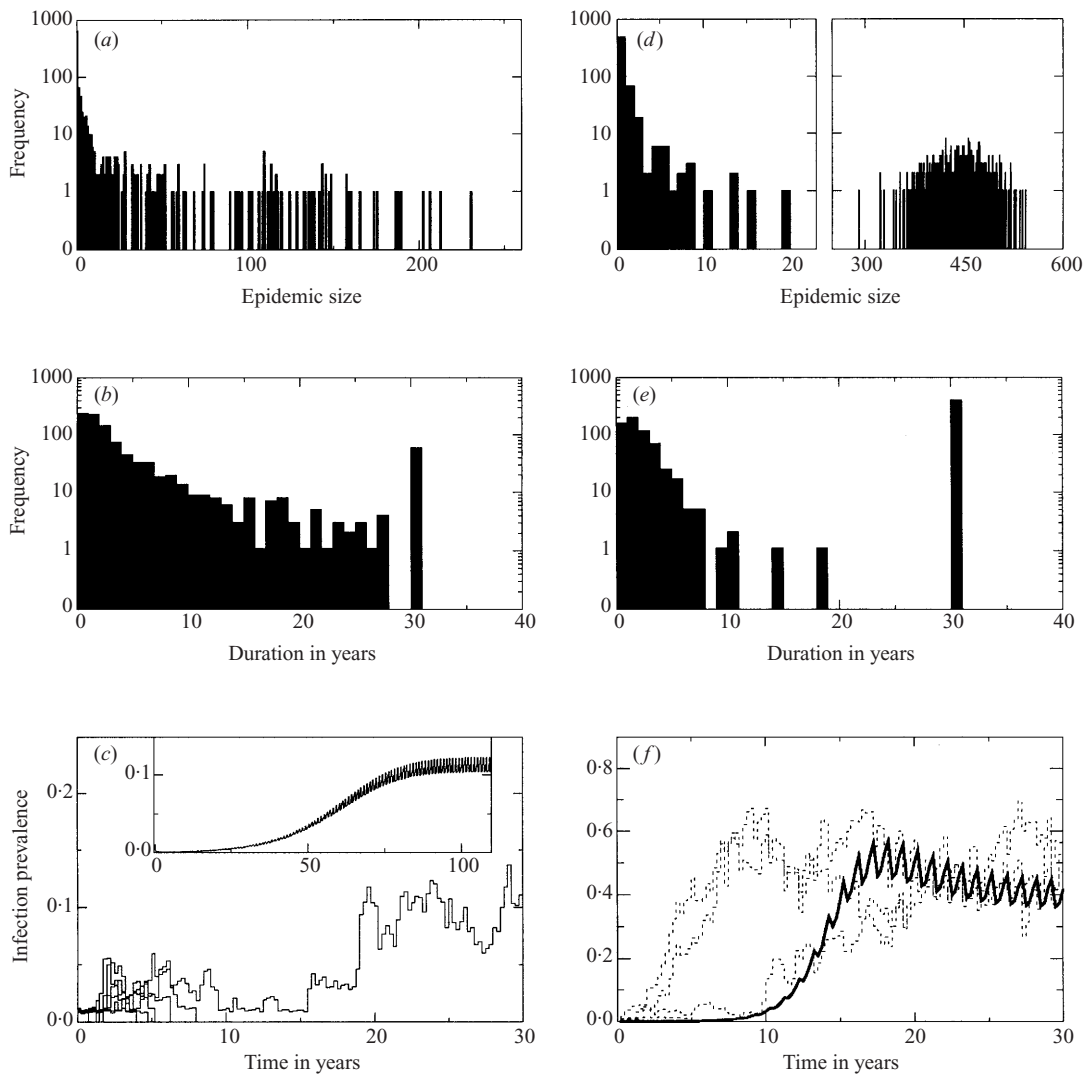 1000
(a)
100
10
1
0
Frequency
0 100 200
Epidemic size
1000
(d)
100
10
1
0
0 10 20 300 450 600
Epidemic size
1000
(b)
100
10
1
0
Frequency
0 10 20 30 40
Duration in years
1000
(e)
100
10
1
0
0 10 20 30 40
Duration in years
(c)
0·2
0·1
0·0
Infection prevalence
0·1
0·0
0 50 100
0 10 20 30
Time in years
(f)
0·8
0·6
0·4
0·2
0·0
0 10 20 30
Time in years